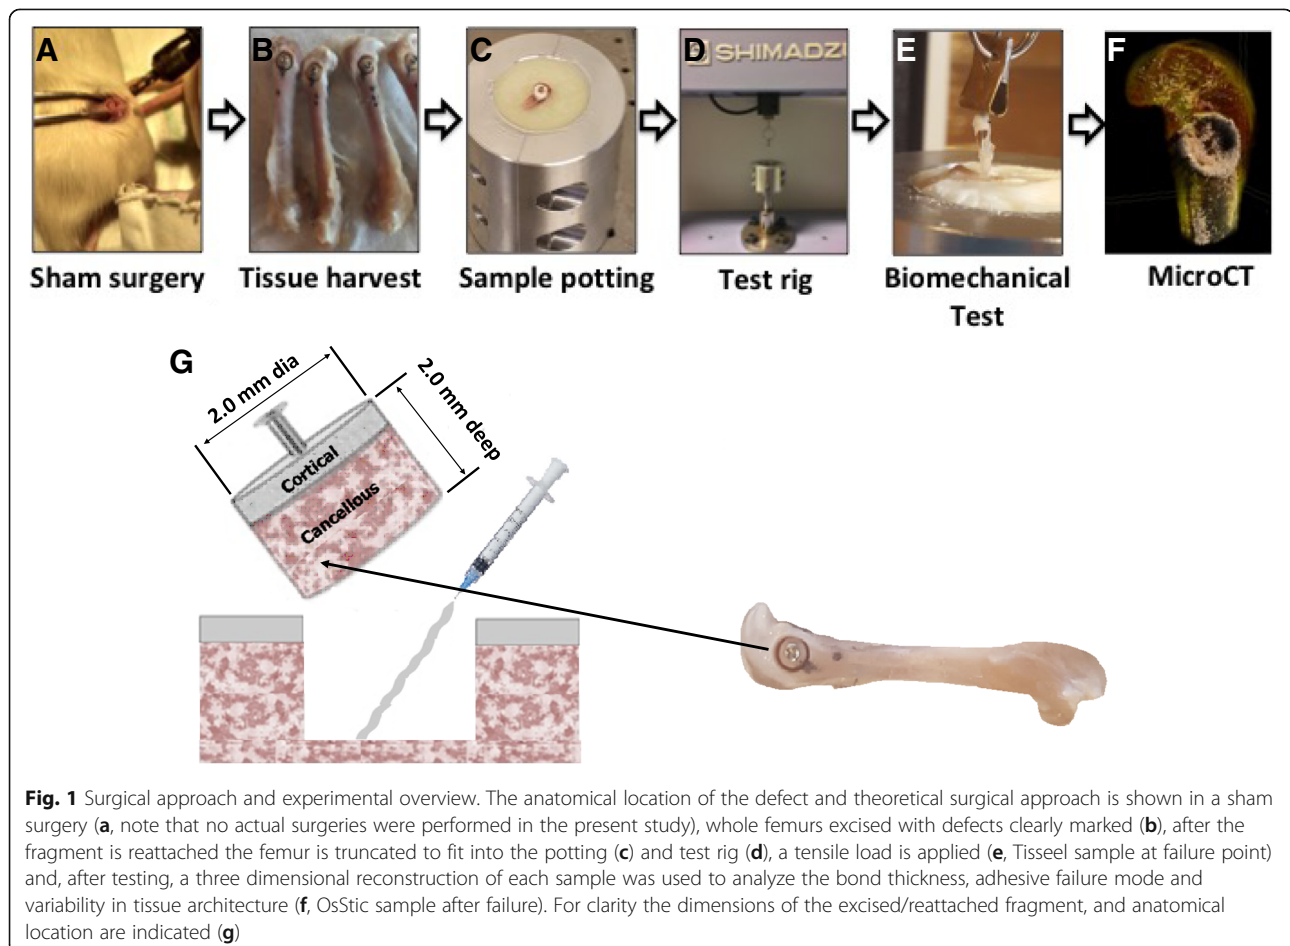 A B C D E F
SHIMADZU
Sham surgery Tissue harvest Sample potting Test rig Biomechanical Test MicroCT
G
2.0 mm dia
2.0 mm deep
Cortical
Cancellous
Fig. 1 Surgical approach and experimental overview. The anatomical location of the defect and theoretical surgical approach is shown in a sham
surgery (a, note that no actual surgeries were performed in the present study), whole femurs excised with defects clearly marked (b), after the
fragment is reattached the femur is truncated to fit into the potting (c) and test rig (d), a tensile load is applied (e, Tisseel sample at failure point)
and, after testing, a three dimensional reconstruction of each sample was used to analyze the bond thickness, adhesive failure mode and
variability in tissue architecture (f, OsStic sample after failure). For clarity the dimensions of the excised/reattached fragment, and anatomical
location are indicated (g)